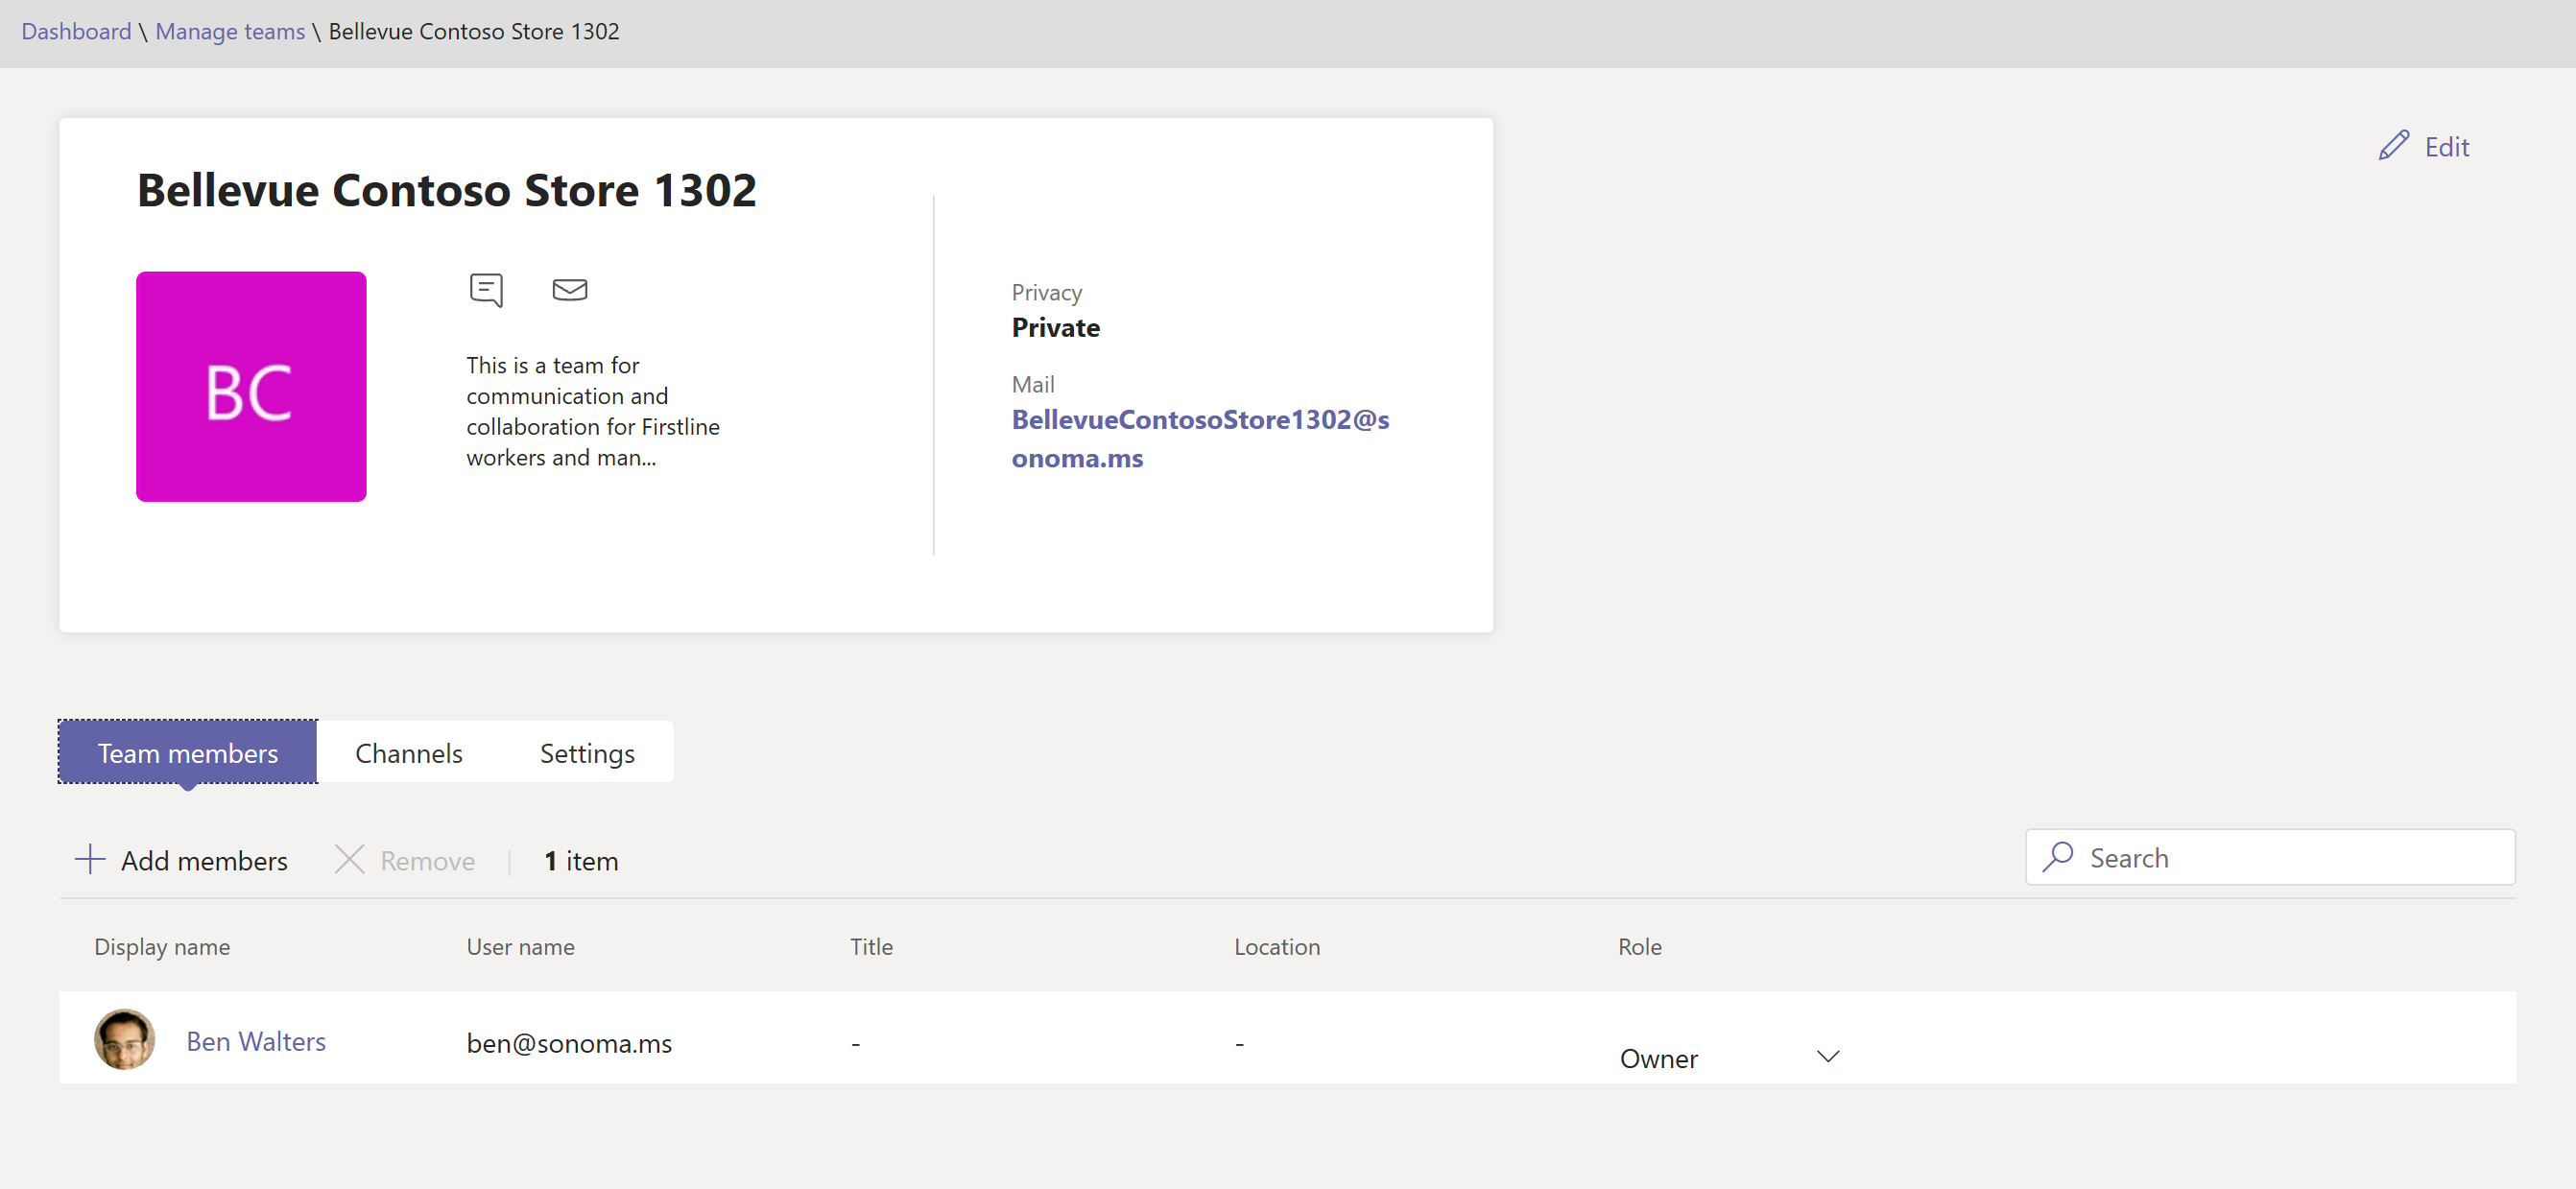 Dashboard \ Manage teams \ Bellevue Contoso Store 1302
Edit
Bellevue Contoso Store 1302
BC
This is a team for
communication and
collaboration for Firstline
workers and man...
Privacy
Private
Mail
BellevueContosoStore1302@s
onoma.ms
Team members Channels Settings
Add members Remove | 1 item Search
Display name User name Title Location Role
Ben Walters ben@sonoma.ms - - Owner